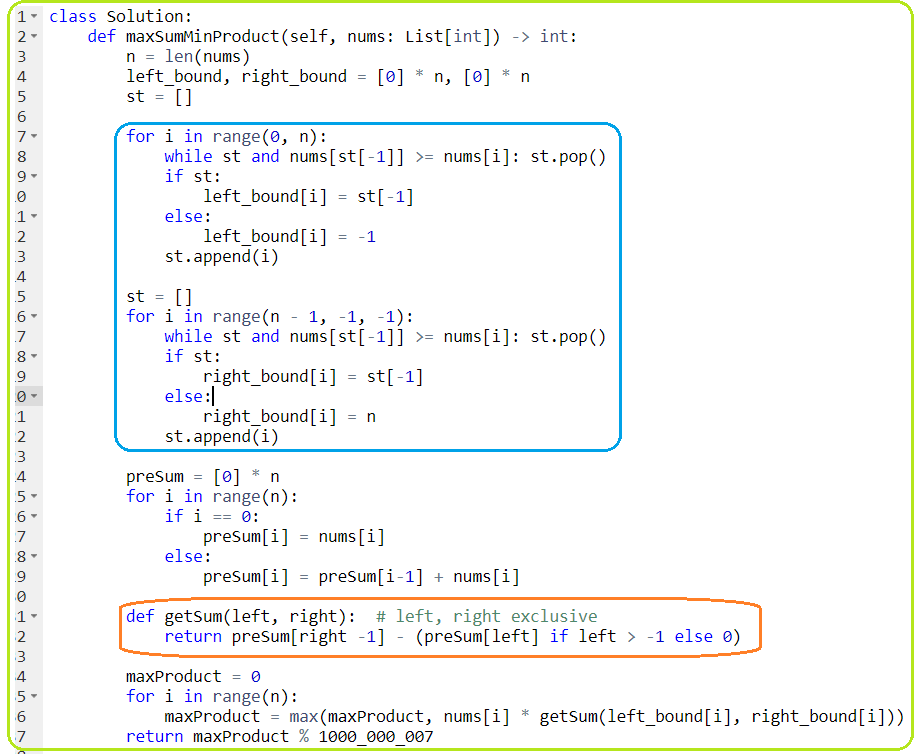 1 class Solution:
2     def maxSumMinProduct(self, nums: List[int]) -> int:
3         n = len(nums)
4         left_bound, right_bound = [0] * n, [0] * n
5         st = []
6
7         for i in range(0, n):
8             while st and nums[st[-1]] >= nums[i]: st.pop()
9             if st:
0                 left_bound[i] = st[-1]
1             else:
2                 left_bound[i] = -1
3             st.append(i)
4
5         st = []
6         for i in range(n - 1, -1, -1):
7             while st and nums[st[-1]] >= nums[i]: st.pop()
8             if st:
9                 right_bound[i] = st[-1]
0             else:
1                 right_bound[i] = n
2             st.append(i)
3
4         preSum = [0] * n
5         for i in range(n):
6             if i == 0:
7                 preSum[i] = nums[i]
8             else:
9                 preSum[i] = preSum[i-1] + nums[i]
0
1         def getSum(left, right):  # left, right exclusive
2             return preSum[right -1] - (preSum[left] if left > -1 else 0)
3
4         maxProduct = 0
5         for i in range(n):
6             maxProduct = max(maxProduct, nums[i] * getSum(left_bound[i], right_bound[i]))
7         return maxProduct % 1000_000_007